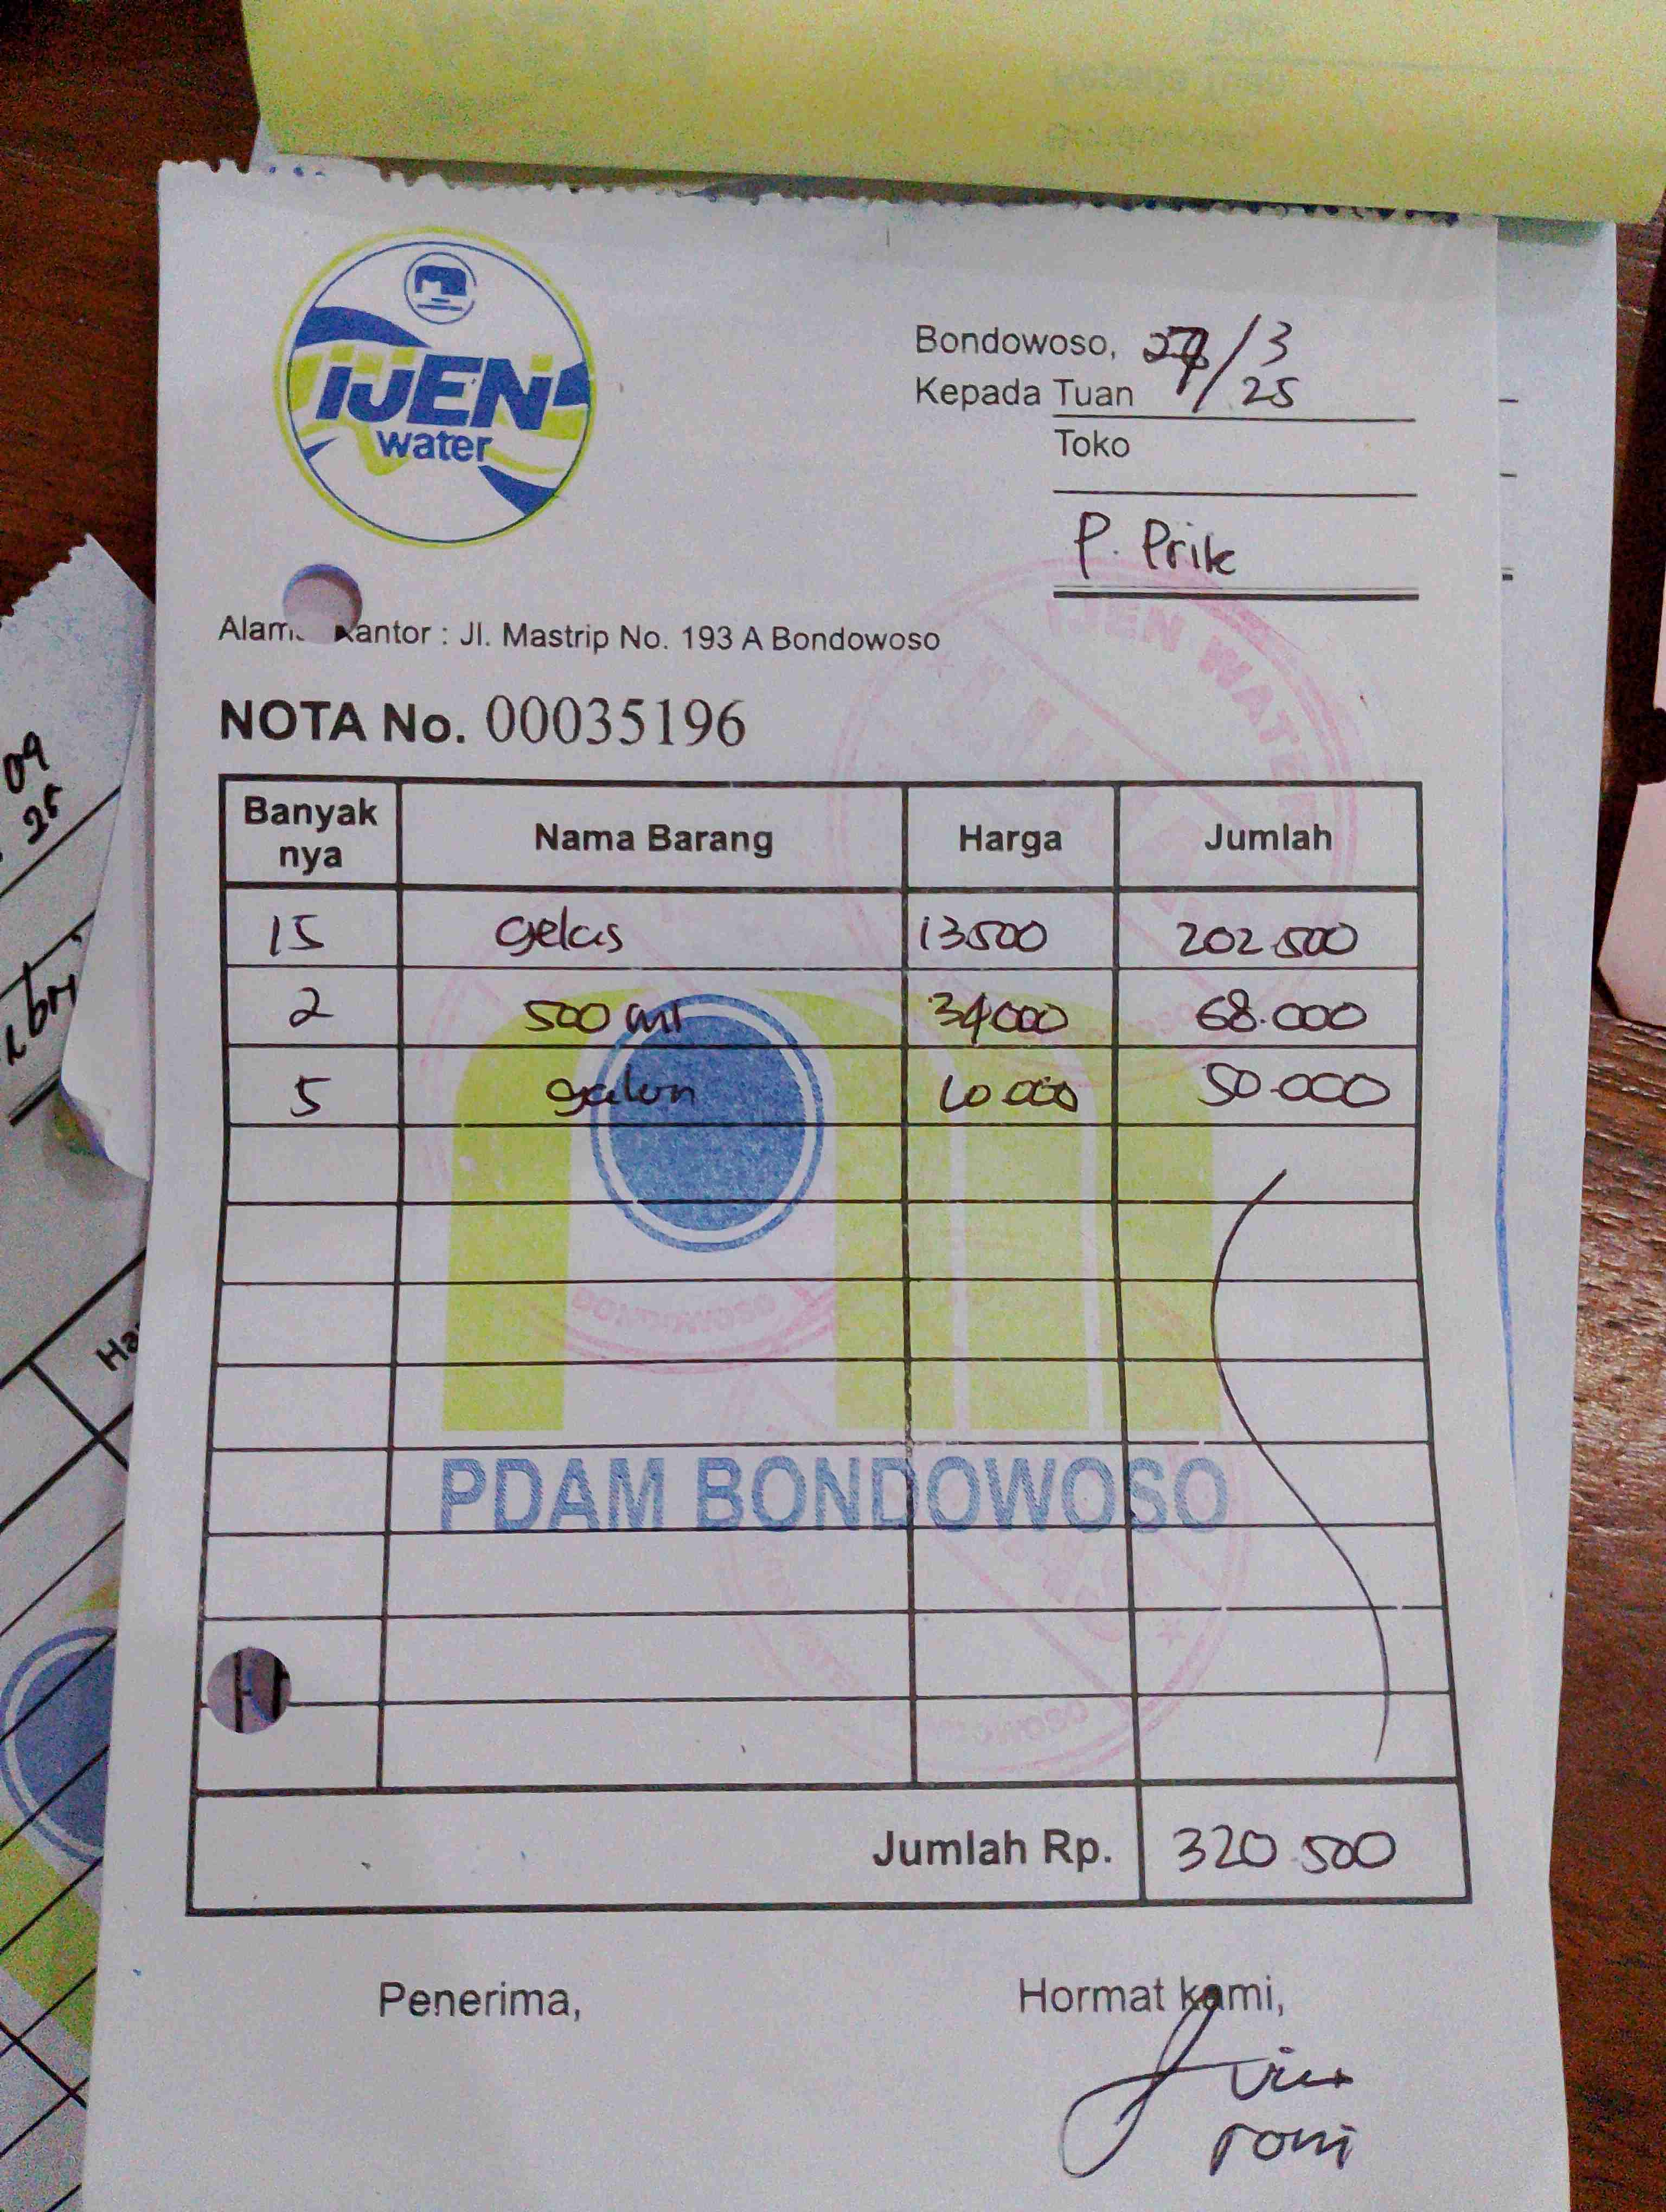 IJEN
water
Bondowoso, 27/3
Kepada Tuan 25
Toko
P. Prik
Kantor : Jl. Mastrip No. 193 A Bondowoso
NOTA No. 00035196
Banyak nya Nama Barang Harga Jumlah
15 gelas 13500 202.500
2 500 ml 34000 68.000
5 galon 10.000 50.000
PDAM BONDOWOSO
Jumlah Rp. 320.500
Penerima, Hormat kami,
roni
IJEN WATER
BONDOWOSO
09
25